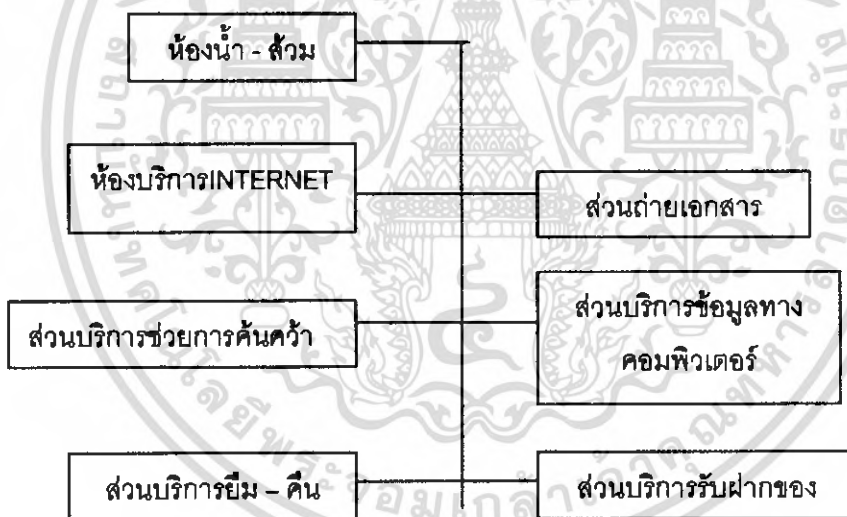 ห้องน้ำ - ส้วม
ห้องบริการINTERNET
ส่วนถ่ายเอกสาร
ส่วนบริการช่วยการค้นคว้า
ส่วนบริการข้อมูลทาง
คอมพิวเตอร์
ส่วนบริการยืม – คืน
ส่วนบริการรับฝากของ